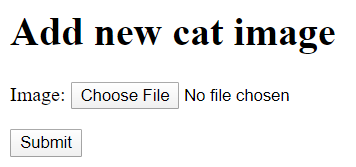 Add new cat image
Image: Choose File No file chosen
Submit